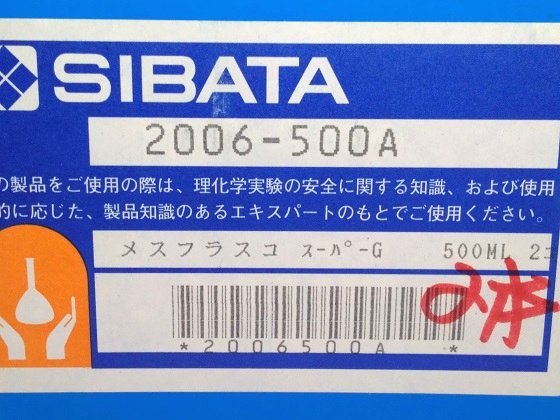 SIBATA
2006-500A
の製品をご使用の際は、理化学実験の安全に関する知識、および使用
的に応じた、製品知識のあるエキスパートのもとでご使用ください。
メスフラスコ スーパーG 500ML 2コ
2本
*2006500A *